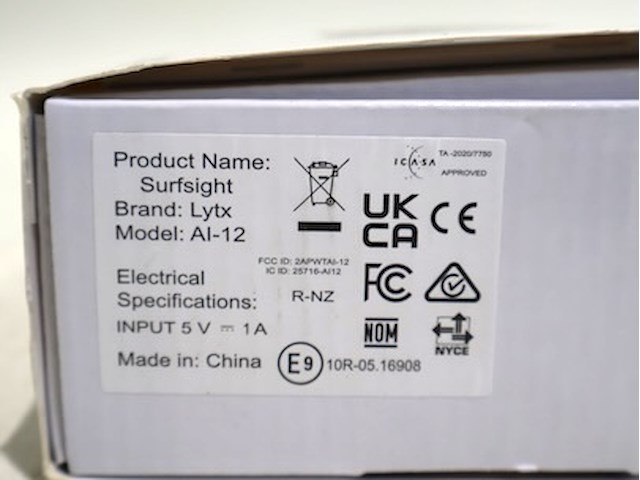 Product Name:
Surfsight
Brand: Lytx
Model: AI-12
ICASA
TA -2020/7780
APPROVED
UK
CA
CE
FCC ID: 2APWTAI-12
IC ID: 25716-AI12
Electrical
Specifications:
R-NZ
FC
INPUT 5 V ⎓ 1A
NOM
NYCE
Made in: China
E9 10R-05.16908